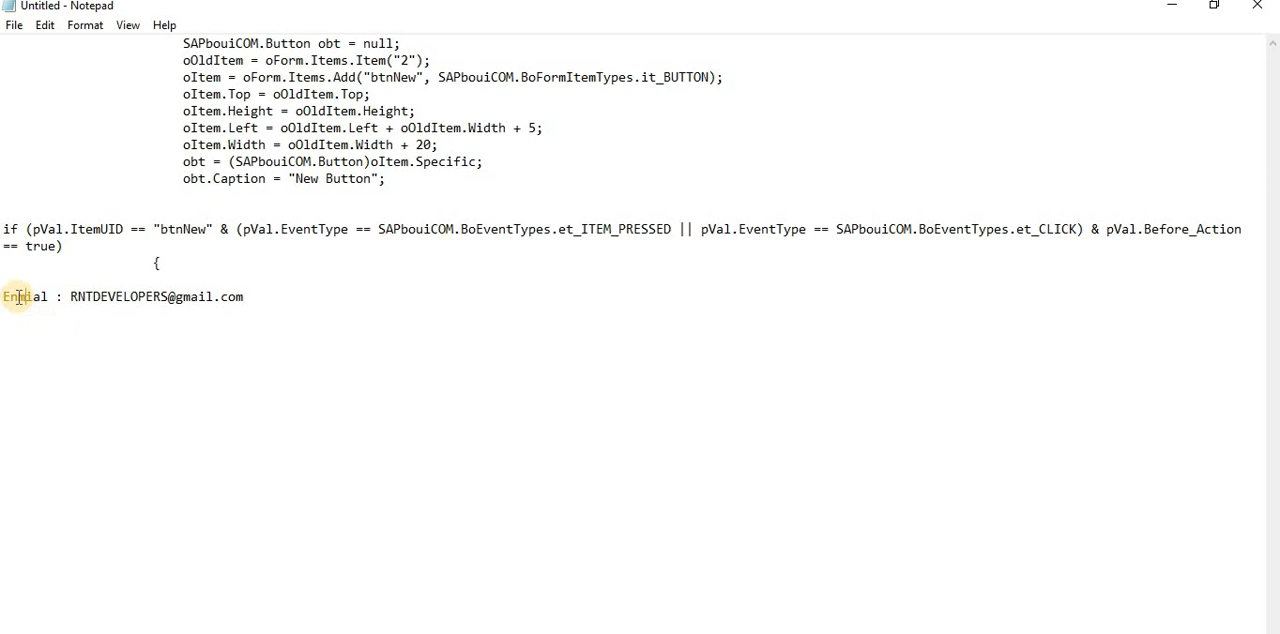 Untitled - Notepad
File Edit Format View Help
SAPbouiCOM.Button obt = null;
oOldItem = oForm.Items.Item("2");
oItem = oForm.Items.Add("btnNew", SAPbouiCOM.BoFormItemTypes.it_BUTTON);
oItem.Top = oOldItem.Top;
oItem.Height = oOldItem.Height;
oItem.Left = oOldItem.Left + oOldItem.Width + 5;
oItem.Width = oOldItem.Width + 20;
obt = (SAPbouiCOM.Button)oItem.Specific;
obt.Caption = "New Button";
if (pVal.ItemUID == "btnNew" & (pVal.EventType == SAPbouiCOM.BoEventTypes.et_ITEM_PRESSED || pVal.EventType == SAPbouiCOM.BoEventTypes.et_CLICK) & pVal.Before_Action
== true)
{
: RNTDEVELOPERS@gmail.com